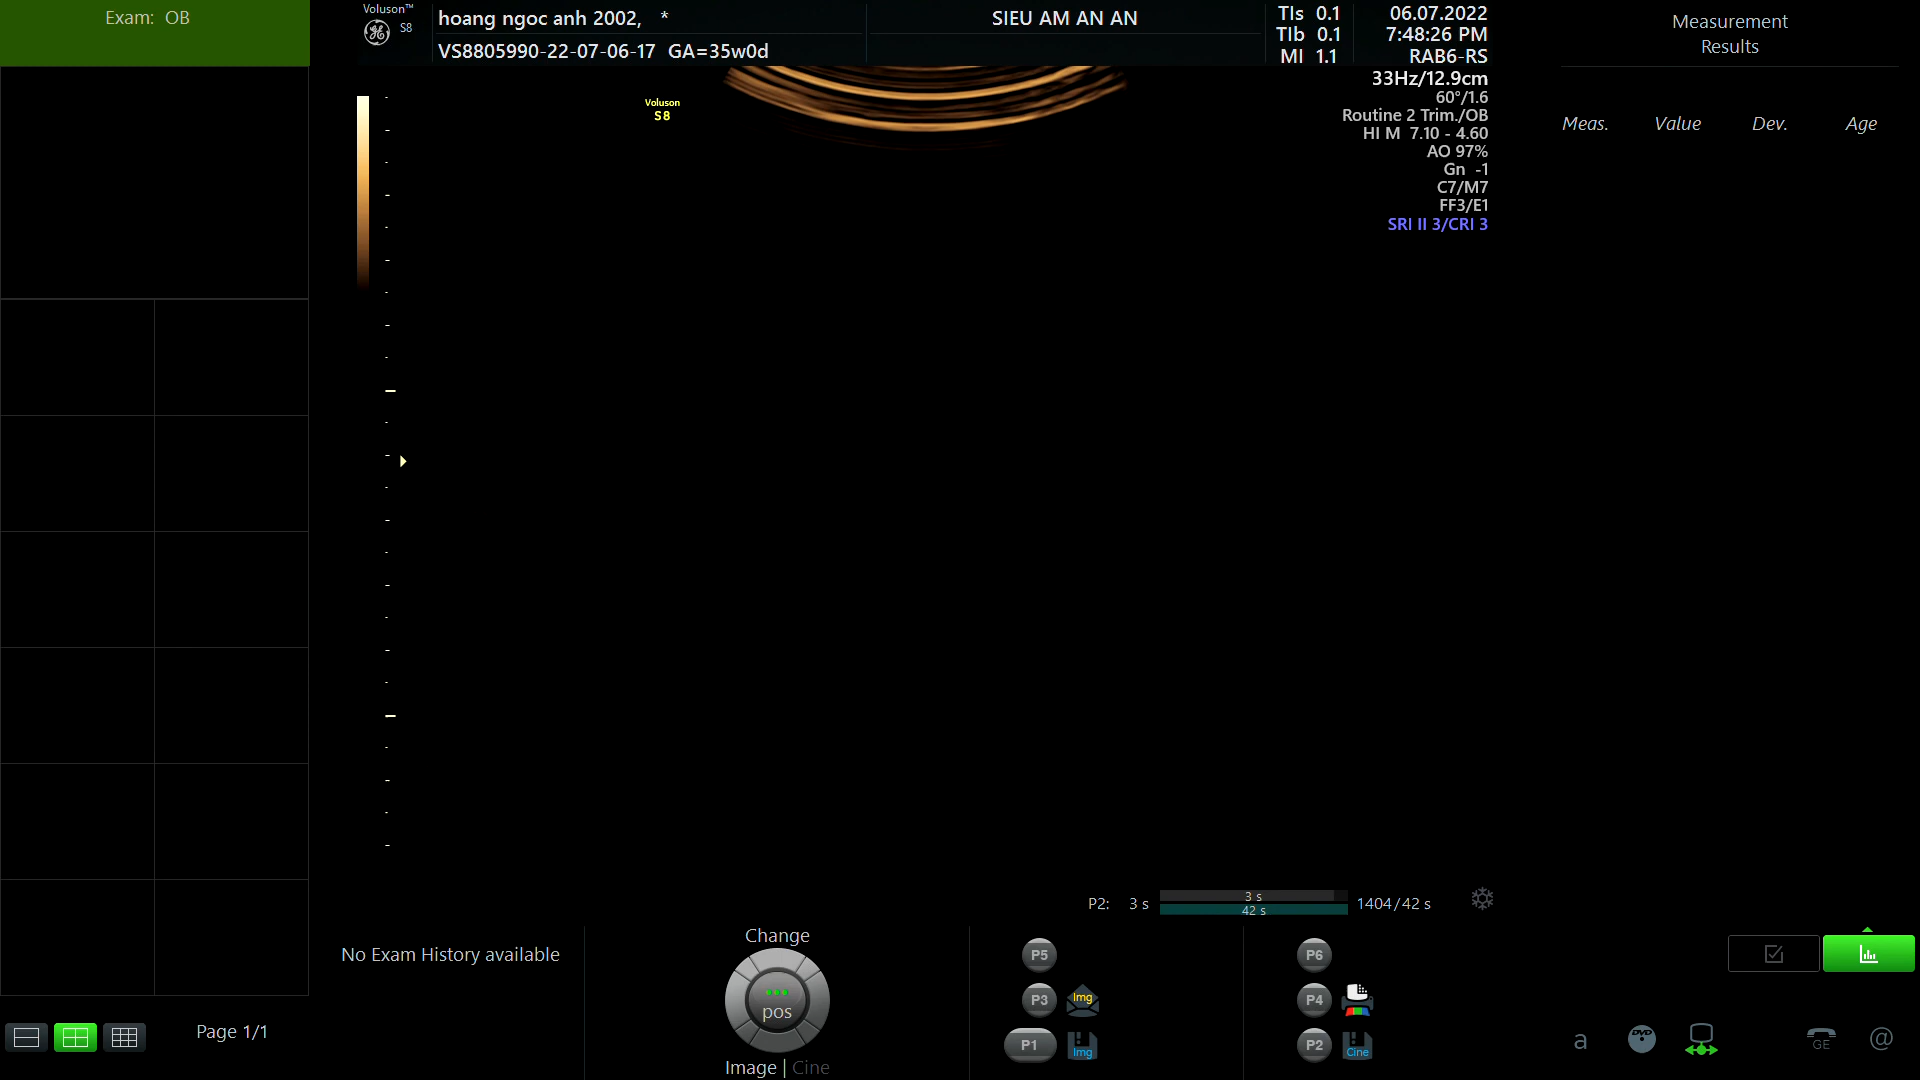 Exam: OB
Voluson™
S8
hoang ngoc anh 2002, *
VS8805990-22-07-06-17 GA=35w0d
SIEU AM AN AN
TIs 0.1
TIb 0.1
MI 1.1
06.07.2022
7:48:26 PM
RAB6-RS
33Hz/12.9cm
60°/1.6
Routine 2 Trim./OB
HI M 7.10 - 4.60
AO 97%
Gn -1
C7/M7
FF3/E1
SRI II 3/CRI 3
Voluson
S8
Measurement
Results
Meas. Value Dev. Age
P2: 3 s
3 s
42 s
1404/42 s
No Exam History available
Change
pos
Image | Cine
P5
P3 Img
P1 Img
P6
P4
P2 Cine
Page 1/1
a
DVD
GE
@